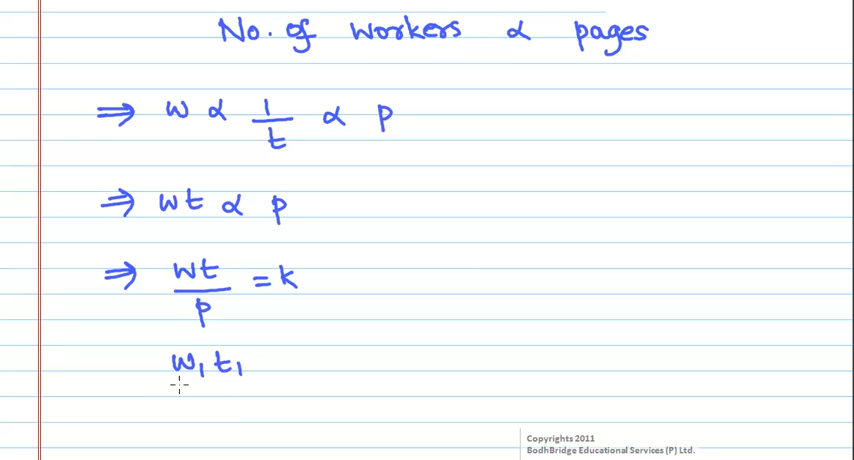 No. of workers ∝ pages
⇒ w ∝ 1/t ∝ p
⇒ wt ∝ p
⇒ wt/p = k
w₁ t₁
Copyrights 2011
BodhBridge Educational Services (P) Ltd.